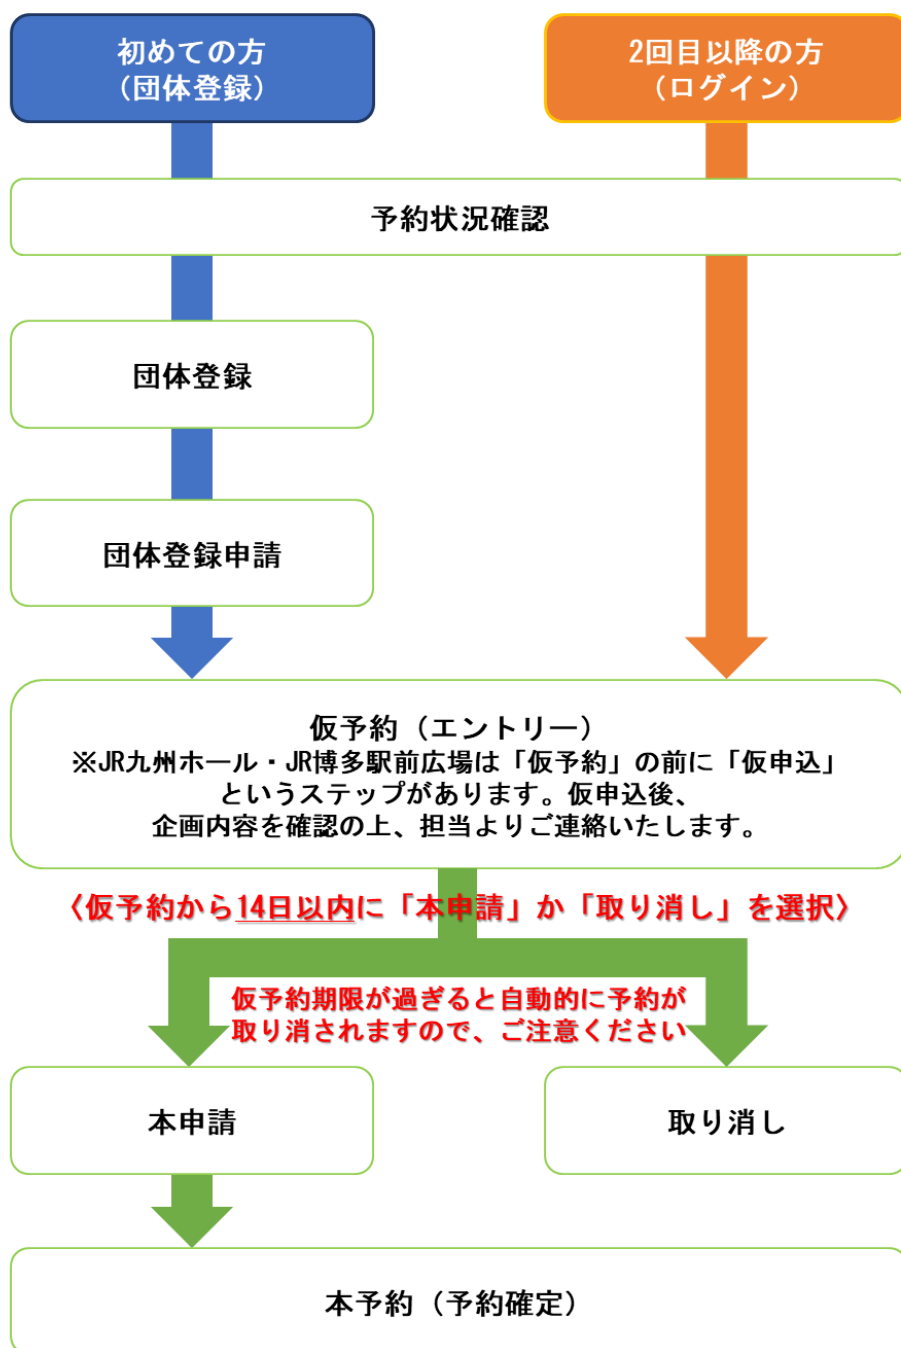 初めての方
（団体登録）
2回目以降の方
（ログイン）
予約状況確認
団体登録
団体登録申請
仮予約（エントリー）
※JR九州ホール・JR博多駅前広場は「仮予約」の前に「仮申込」
というステップがあります。仮申込後、
企画内容を確認の上、担当よりご連絡いたします。
〈仮予約から14日以内に「本申請」か「取り消し」を選択〉
仮予約期限が過ぎると自動的に予約が
取り消されますので、ご注意ください
本申請
取り消し
本予約（予約確定）